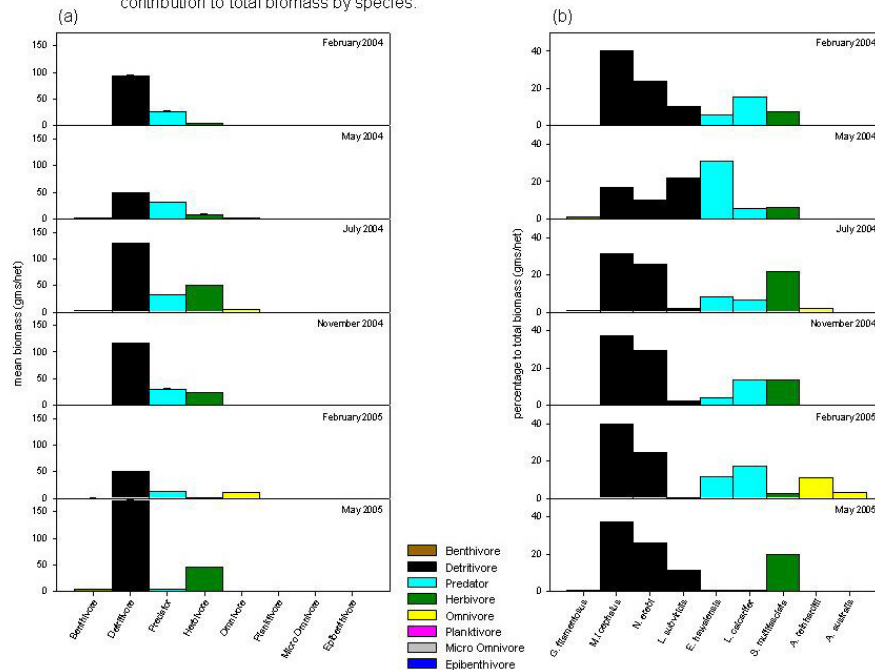 contribution to total biomass by species.
(a)
(b)
mean biomass (gms/net)
150
100
50
0
February 2004
150
100
50
0
May 2004
150
100
50
0
July 2004
150
100
50
0
November 2004
150
100
50
0
February 2005
150
100
50
0
May 2005
Benthivore
Detritivore
Predator
Herbivore
Omnivore
Planktivore
Micro Omnivore
Epibenthivore
Benthivore
Detritivore
Predator
Herbivore
Omnivore
Planktivore
Micro Omnivore
Epibenthivore
percentage to total biomass (gms/net)
40
20
0
February 2004
40
20
0
May 2004
40
20
0
July 2004
40
20
0
November 2004
40
20
0
February 2005
40
20
0
May 2005
G. filamentosus
M.l cephalus
N. erebi
L. subviridis
E. hawaiensis
L. calcarifer
S. multifasciata
A.
A. australis